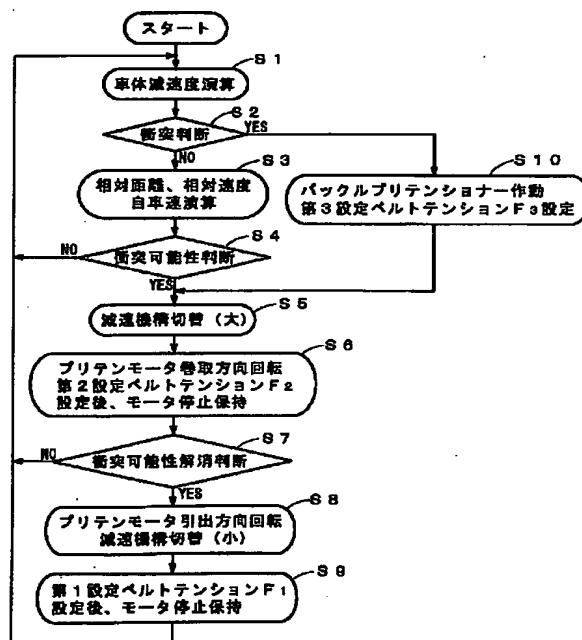 スタート
S1
車体減速度演算
S2
衝突判断
YES
NO
S3
相対距離、相対速度
自車速演算
S10
バックルプリテンショナー作動
第3設定ベルトテンションF3設定
S4
衝突可能性判断
NO
YES
S5
減速機構切替（大）
S6
プリテンモータ巻取方向回転
第2設定ベルトテンションF2
設定後、モータ停止保持
S7
衝突可能性解消判断
NO
YES
S8
プリテンモータ引出方向回転
減速機構切替（小）
S9
第1設定ベルトテンションF1
設定後、モータ停止保持